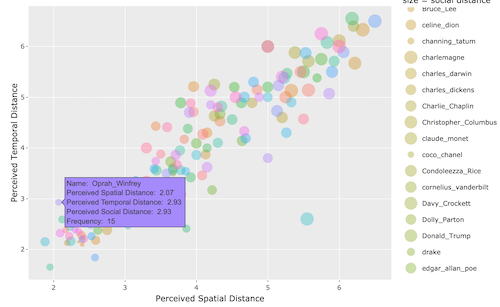 size = social distance
Bruce_Lee
celine_dion
channing_tatum
charlemagne
charles_darwin
charles_dickens
Charlie_Chaplin
Christopher_Columbus
claude_monet
coco_chanel
Condoleezza_Rice
cornelius_vanderbilt
Davy_Crockett
Dolly_Parton
Donald_Trump
drake
edgar_allan_poe
Perceived Temporal Distance
6
5
4
3
2
Name: Oprah_Winfrey
Perceived Spatial Distance: 2.07
Perceived Temporal Distance: 2.93
Perceived Social Distance: 2.93
Frequency: 15
2 3 4 5 6
Perceived Spatial Distance